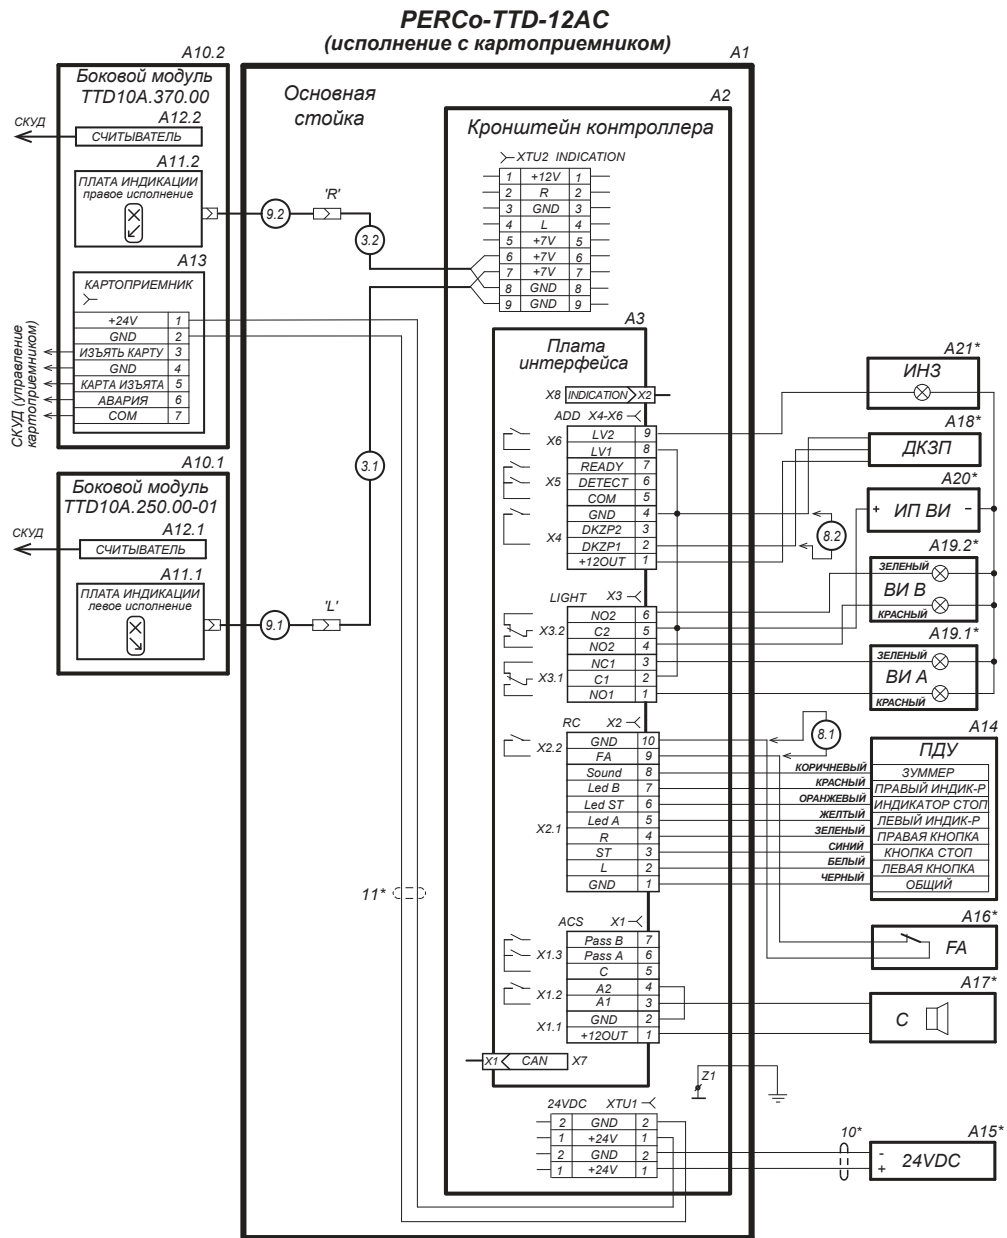 PERCo-TTD-12AC
(исполнение с картоприемником)
A10.2
Боковой модуль
TTD10A.370.00
A12.2
СКУД
СЧИТЫВАТЕЛЬ
A11.2
ПЛАТА ИНДИКАЦИИ
правое исполнение
9.2
'R'
3.2
A13
КАРТОПРИЕМНИК
+24V 1
GND 2
ИЗЪЯТЬ КАРТУ 3
GND 4
КАРТА ИЗЪЯТА 5
АВАРИЯ 6
COM 7
СКУД (управление
картоприемником)
A10.1
Боковой модуль
TTD10A.250.00-01
A12.1
СКУД
СЧИТЫВАТЕЛЬ
A11.1
ПЛАТА ИНДИКАЦИИ
левое исполнение
9.1
'L'
3.1
11*
A1
Основная
стойка
A2
Кронштейн контроллера
XTU2 INDICATION
1 +12V 1
2 R 2
3 GND 3
4 L 4
5 +7V 5
6 +7V 6
7 +7V 7
8 GND 8
9 GND 9
A3
Плата
интерфейса
X8 INDICATION X2
ADD X4-X6
X6
X5
X4
LV2 9
LV1 8
READY 7
DETECT 6
COM 5
GND 4
DKZP2 3
DKZP1 2
+12OUT 1
LIGHT X3
X3.2
X3.1
NO2 6
C2 5
NO2 4
NC1 3
C1 2
NO1 1
RC X2
X2.2
X2.1
GND 10
FA 9
Sound 8
Led B 7
Led ST 6
Led A 5
R 4
ST 3
L 2
GND 1
ACS X1
X1.3
X1.2
X1.1
Pass B 7
Pass A 6
C 5
A2 4
A1 3
GND 2
+12OUT 1
X1 CAN X7
Z1
24VDC XTU1
2 GND 2
1 +24V 1
2 GND 2
1 +24V 1
A21*
ИНЗ
A18*
ДКЗП
A20*
+ ИП ВИ -
8.2
A19.2*
ЗЕЛЕНЫЙ
ВИ В
КРАСНЫЙ
A19.1*
ЗЕЛЕНЫЙ
ВИ А
КРАСНЫЙ
8.1
A14
ПДУ
КОРИЧНЕВЫЙ ЗУММЕР
КРАСНЫЙ ПРАВЫЙ ИНДИК-Р
ОРАНЖЕВЫЙ ИНДИКАТОР СТОП
ЖЕЛТЫЙ ЛЕВЫЙ ИНДИК-Р
ЗЕЛЕНЫЙ ПРАВАЯ КНОПКА
СИНИЙ КНОПКА СТОП
БЕЛЫЙ ЛЕВАЯ КНОПКА
ЧЕРНЫЙ ОБЩИЙ
A16*
FA
A17*
C
10*
A15*
-
+
24VDC